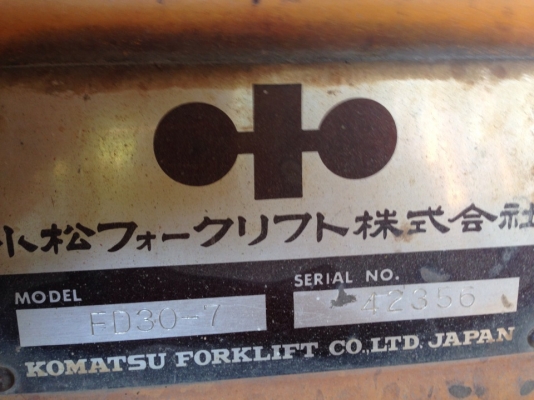 小松フォークリフト株式会社
MODEL
FD30-7
SERIAL NO.
42356
KOMATSU FORKLIFT CO.,LTD. JAPAN